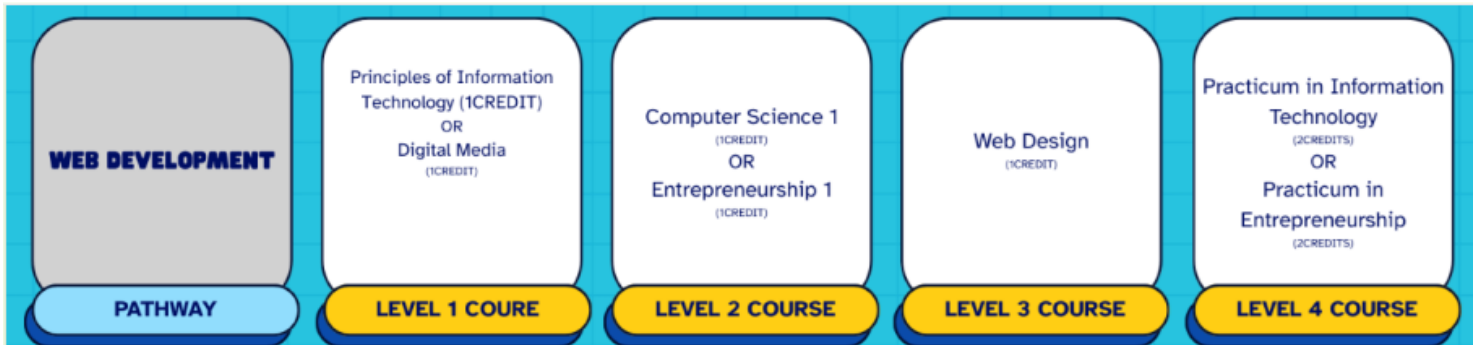 WEB DEVELOPMENT
PATHWAY
Principles of Information
Technology (1CREDIT)
OR
Digital Media
(1CREDIT)
LEVEL 1 COURE
Computer Science 1
(1CREDIT)
OR
Entrepreneurship 1
(1CREDIT)
LEVEL 2 COURSE
Web Design
(1CREDIT)
LEVEL 3 COURSE
Practicum in Information
Technology
(2CREDITS)
OR
Practicum in
Entrepreneurship
(2CREDITS)
LEVEL 4 COURSE